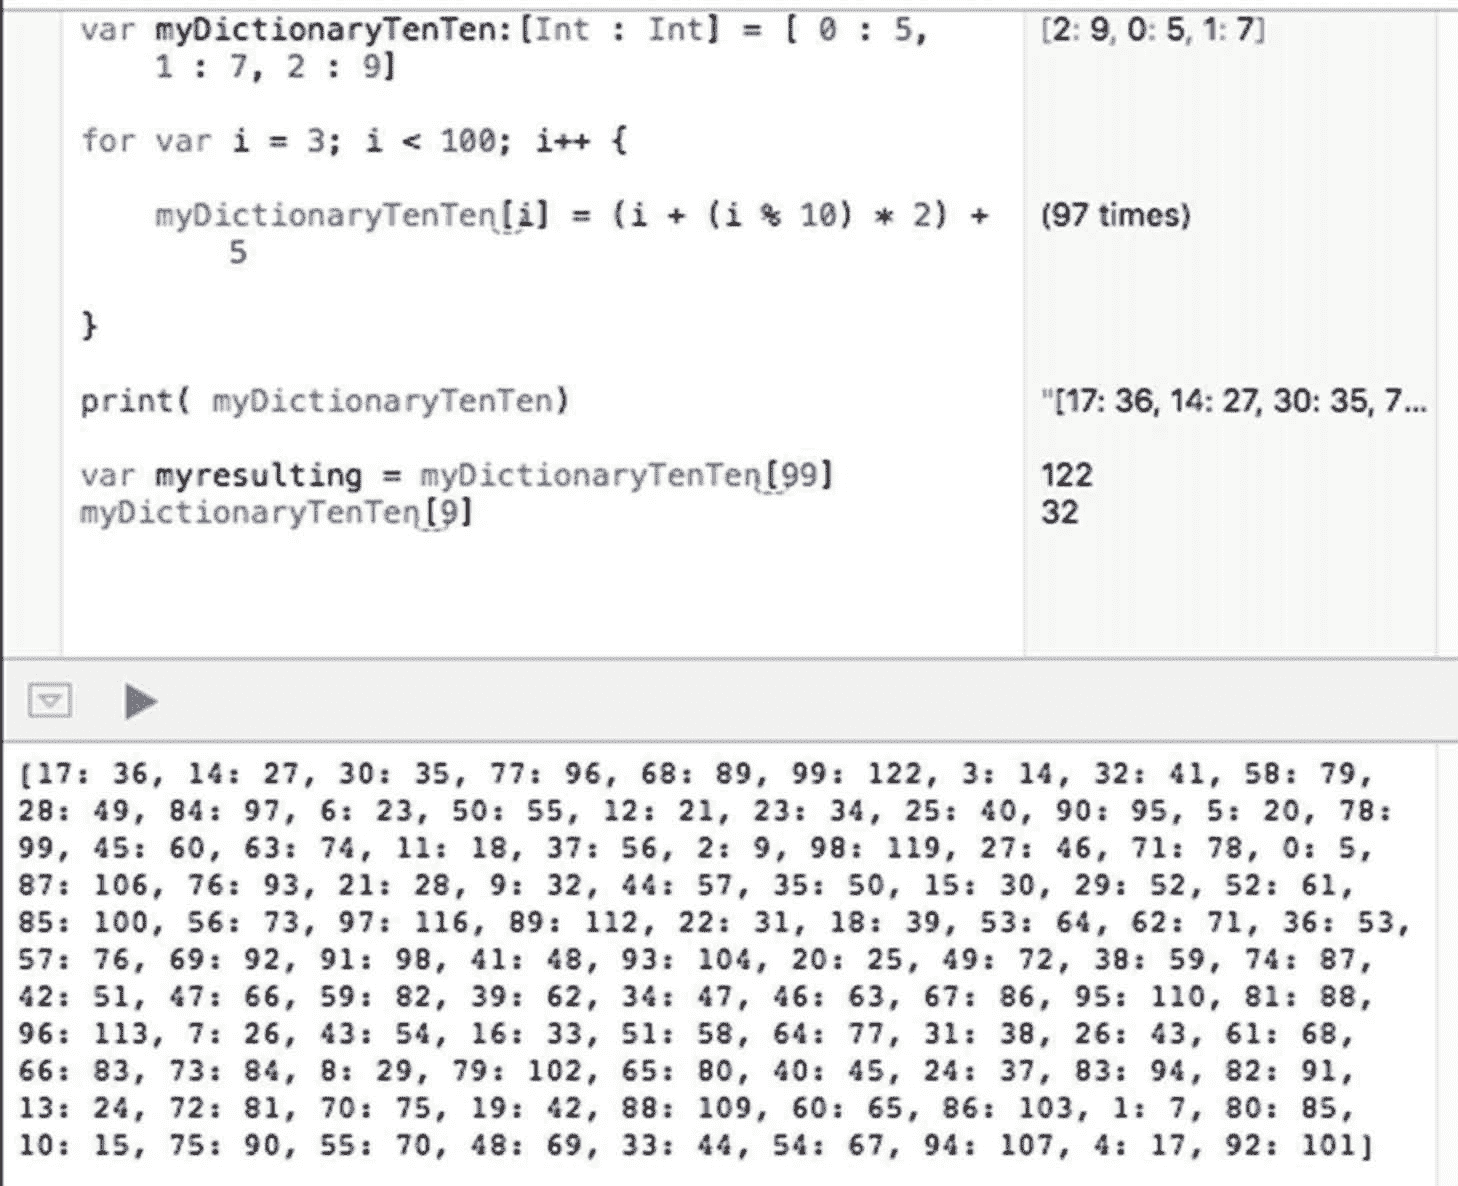 var myDictionaryTenTen:[Int : Int] = [ 0 : 5,
1 : 7, 2 : 9]
[2: 9, 0: 5, 1: 7]
for var i = 3; i < 100; i++ {
myDictionaryTenTen[i] = (i + (i % 10) * 2) +
5
(97 times)
}
print( myDictionaryTenTen)
"[17: 36, 14: 27, 30: 35, 7...
var myresulting = myDictionaryTenTen[99]
122
myDictionaryTenTen[9]
32
[17: 36, 14: 27, 30: 35, 77: 96, 68: 89, 99: 122, 3: 14, 32: 41, 58: 79,
28: 49, 84: 97, 6: 23, 50: 55, 12: 21, 23: 34, 25: 40, 90: 95, 5: 20, 78:
99, 45: 60, 63: 74, 11: 18, 37: 56, 2: 9, 98: 119, 27: 46, 71: 78, 0: 5,
87: 106, 76: 93, 21: 28, 9: 32, 44: 57, 35: 50, 15: 30, 29: 52, 52: 61,
85: 100, 56: 73, 97: 116, 89: 112, 22: 31, 18: 39, 53: 64, 62: 71, 36: 53,
57: 76, 69: 92, 91: 98, 41: 48, 93: 104, 20: 25, 49: 72, 38: 59, 74: 87,
42: 51, 47: 66, 59: 82, 39: 62, 34: 47, 46: 63, 67: 86, 95: 110, 81: 88,
96: 113, 7: 26, 43: 54, 16: 33, 51: 58, 64: 77, 31: 38, 26: 43, 61: 68,
66: 83, 73: 84, 8: 29, 79: 102, 65: 80, 40: 45, 24: 37, 83: 94, 82: 91,
13: 24, 72: 81, 70: 75, 19: 42, 88: 109, 60: 65, 86: 103, 1: 7, 80: 85,
10: 15, 75: 90, 55: 70, 48: 69, 33: 44, 54: 67, 94: 107, 4: 17, 92: 101]